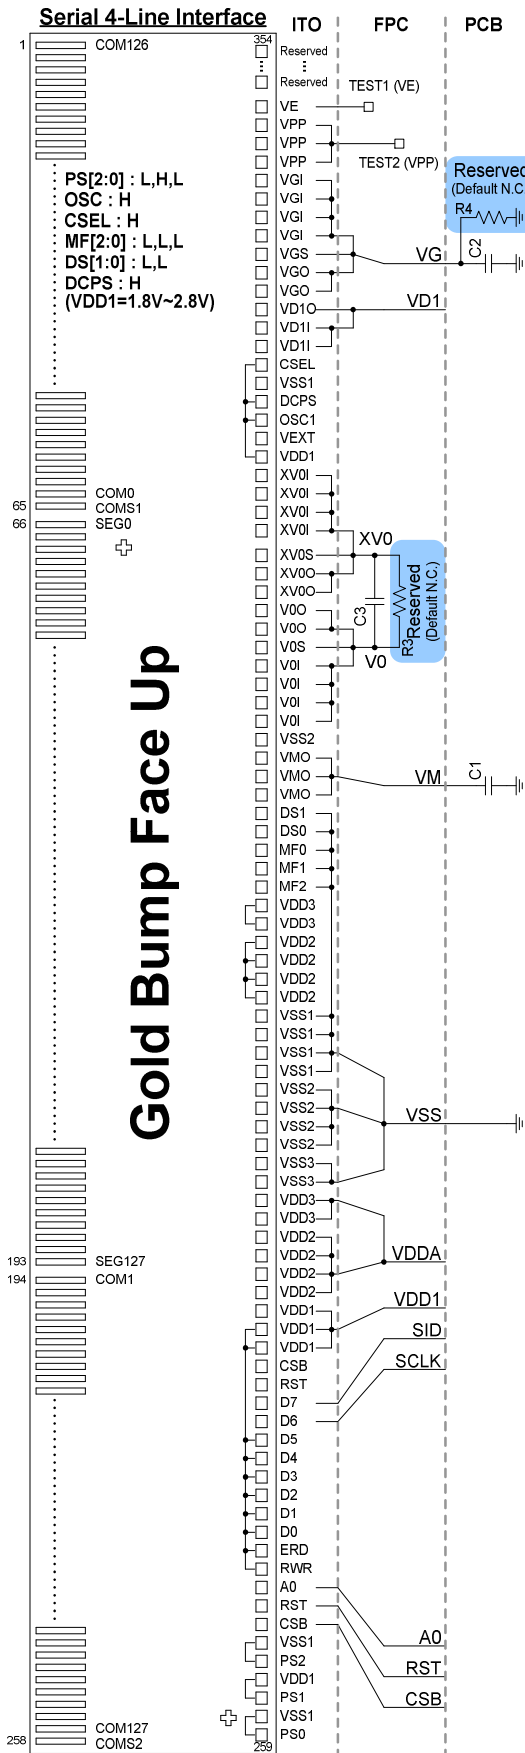 Serial 4-Line Interface
ITO
FPC
PCB
1
COM126
354
Reserved
Reserved
TEST1 (VE)
VE
VPP
VPP
TEST2 (VPP)
VPP
PS[2:0] : L,H,L
OSC : H
CSEL : H
MF[2:0] : L,L,L
DS[1:0] : L,L
DCPS : H
(VDD1=1.8V~2.8V)
VGI
VGI
VGI
VGI
VGS
VGO
VGO
VG
Reserved
(Default N.C
R4
C2
VD1O
VD1
VD1I
VD1I
CSEL
VSS1
DCPS
OSC1
VEXT
VDD1
XV0I
XV0I
XV0I
XV0I
COM0
65
COMS1
66
SEG0
XV0S
XV0O
XV0O
XV0
C3
R3 Reserved
(Default N.C.)
V0O
V0O
V0S
V0
V0I
V0I
V0I
V0I
VSS2
Gold Bump Face Up
VMO
VMO
VMO
VM
C1
DS1
DS0
MF0
MF1
MF2
VDD3
VDD3
VDD2
VDD2
VDD2
VDD2
VSS1
VSS1
VSS1
VSS1
VSS2
VSS2
VSS2
VSS2
VSS
VSS3
VSS3
VDD3
VDD3
VDD2
VDD2
VDD2
VDD2
VDDA
193
SEG127
194
COM1
VDD1
VDD1
VDD1
VDD1
CSB
RST
D7
D6
SID
SCLK
D5
D4
D3
D2
D1
D0
ERD
RWR
A0
RST
CSB
VSS1
PS2
VDD1
PS1
VSS1
PS0
A0
RST
CSB
COM127
258
COMS2
259